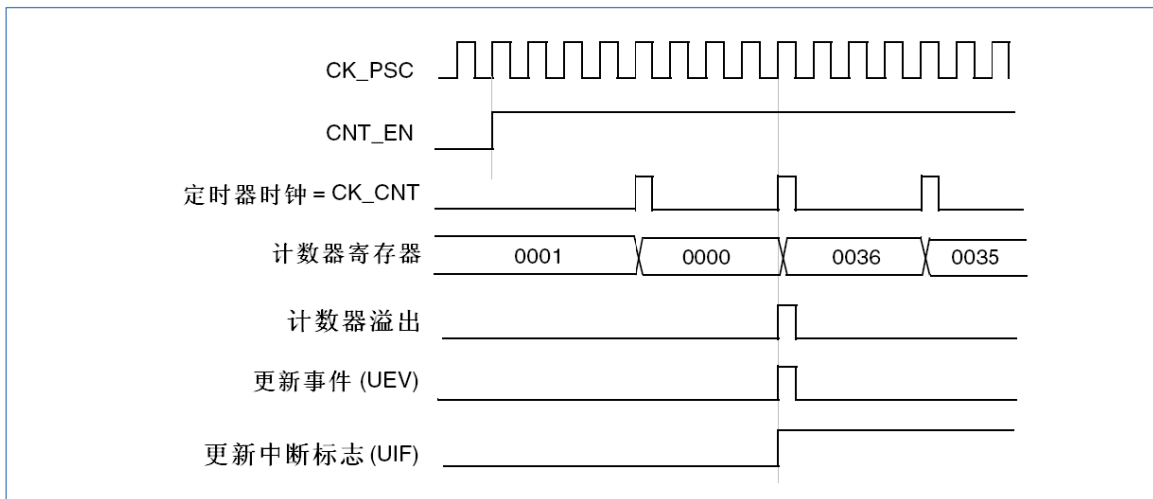 CK_PSC
CNT_EN
定时器时钟 = CK_CNT
计数器寄存器 0001 0000 0036 0035
计数器溢出
更新事件 (UEV)
更新中断标志 (UIF)